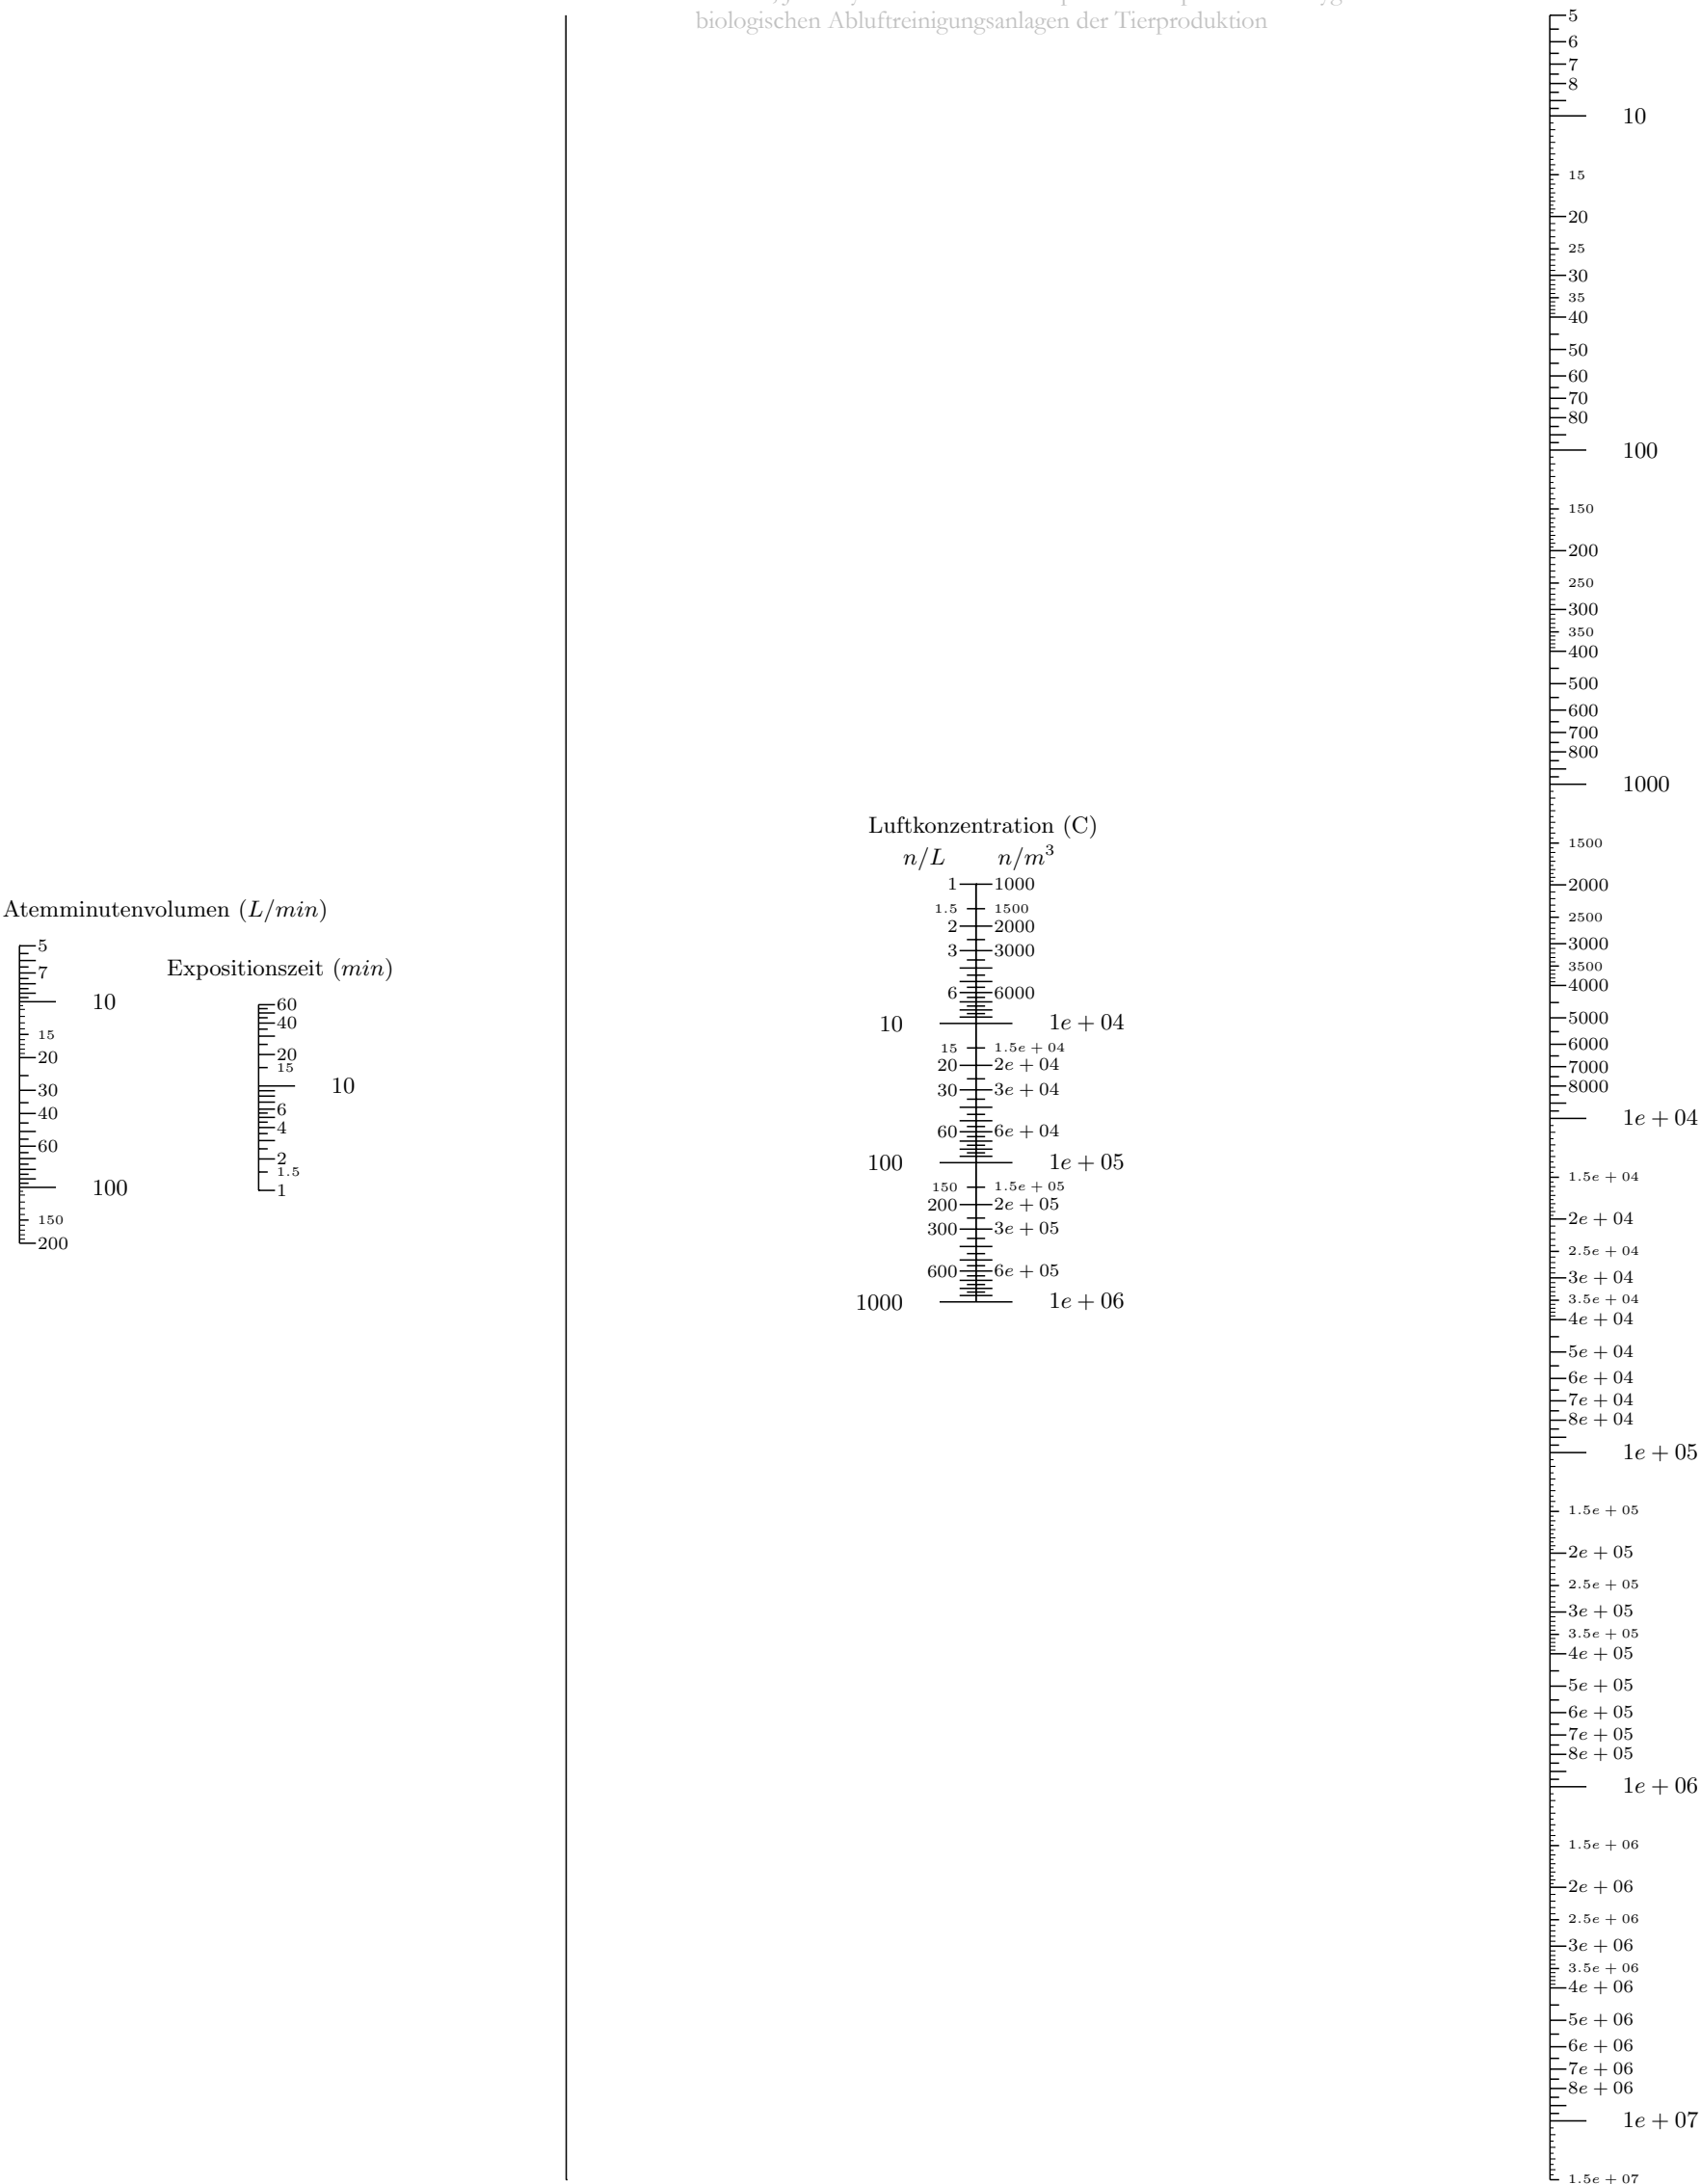 biologischen Abluftreinigungsanlagen der Tierproduktion
Atemminutenvolumen (L/min)
5
7
10
15
20
30
40
60
100
150
200
Expositionszeit (min)
60
40
20
15
10
6
4
2
1.5
1
Luftkonzentration (C)
n/L n/m³
1 1000
1.5 1500
2 2000
3 3000
6 6000
10 1e + 04
15 1.5e + 04
20 2e + 04
30 3e + 04
60 6e + 04
100 1e + 05
150 1.5e + 05
200 2e + 05
300 3e + 05
600 6e + 05
1000 1e + 06
5
6
7
8
10
15
20
25
30
35
40
50
60
70
80
100
150
200
250
300
350
400
500
600
700
800
1000
1500
2000
2500
3000
3500
4000
5000
6000
7000
8000
1e + 04
1.5e + 04
2e + 04
2.5e + 04
3e + 04
3.5e + 04
4e + 04
5e + 04
6e + 04
7e + 04
8e + 04
1e + 05
1.5e + 05
2e + 05
2.5e + 05
3e + 05
3.5e + 05
4e + 05
5e + 05
6e + 05
7e + 05
8e + 05
1e + 06
1.5e + 06
2e + 06
2.5e + 06
3e + 06
3.5e + 06
4e + 06
5e + 06
6e + 06
7e + 06
8e + 06
1e + 07
1.5e + 07